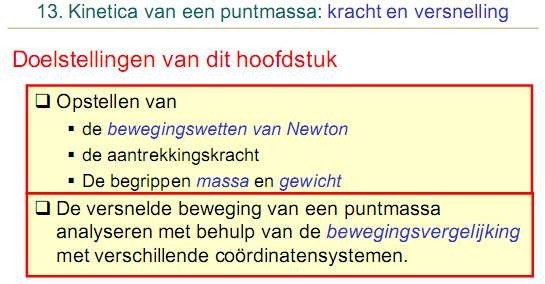 13. Kinetica van een puntmassa: kracht en versnelling
Doelstellingen van dit hoofdstuk
❑ Opstellen van
▪ de bewegingswetten van Newton
▪ de aantrekkingskracht
▪ De begrippen massa en gewicht
❑ De versnelde beweging van een puntmassa
analyseren met behulp van de bewegingsvergelijking
met verschillende coördinatensystemen.